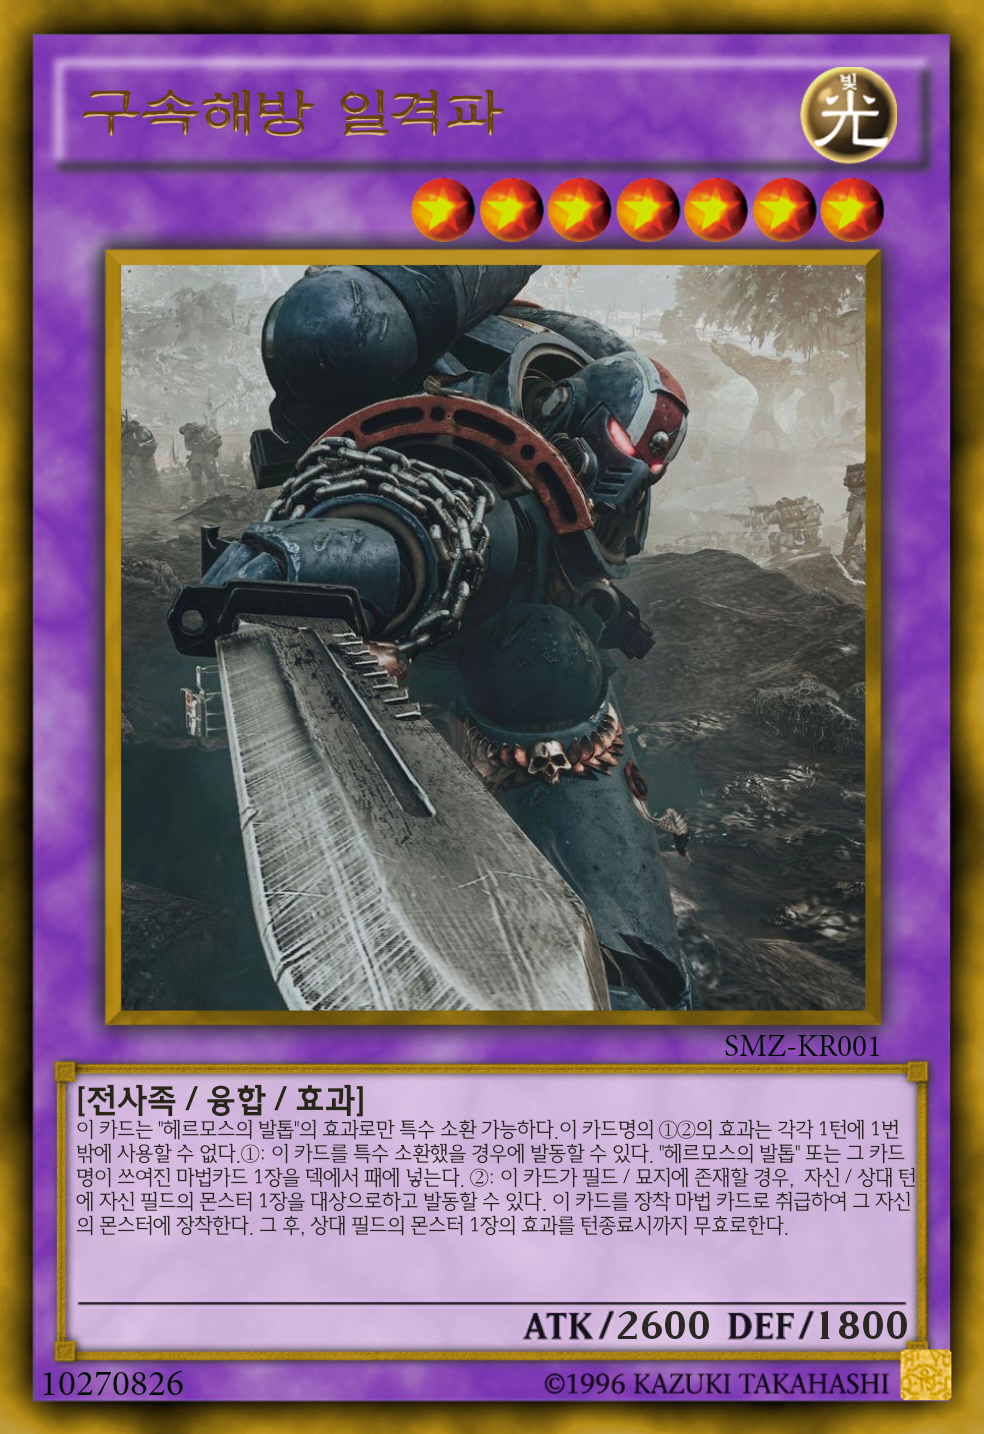 구속해방 일격파
빛
光
SMZ-KR001
[전사족 / 융합 / 효과]
이 카드는 "헤르모스의 발톱"의 효과로만 특수 소환 가능하다.이 카드명의 ①②의 효과는 각각 1턴에 1번
밖에 사용할 수 없다.①: 이 카드를 특수 소환했을 경우에 발동할 수 있다. "헤르모스의 발톱" 또는 그 카드
명이 쓰여진 마법카드 1장을 덱에서 패에 넣는다. ②: 이 카드가 필드 / 묘지에 존재할 경우, 자신 / 상대 턴
에 자신 필드의 몬스터 1장을 대상으로하고 발동할 수 있다. 이 카드를 장착 마법 카드로 취급하여 그 자신
의 몬스터에 장착한다. 그 후, 상대 필드의 몬스터 1장의 효과를 턴종료시까지 무효로한다.
ATK/2600 DEF/1800
10270826
©1996 KAZUKI TAKAHASHI